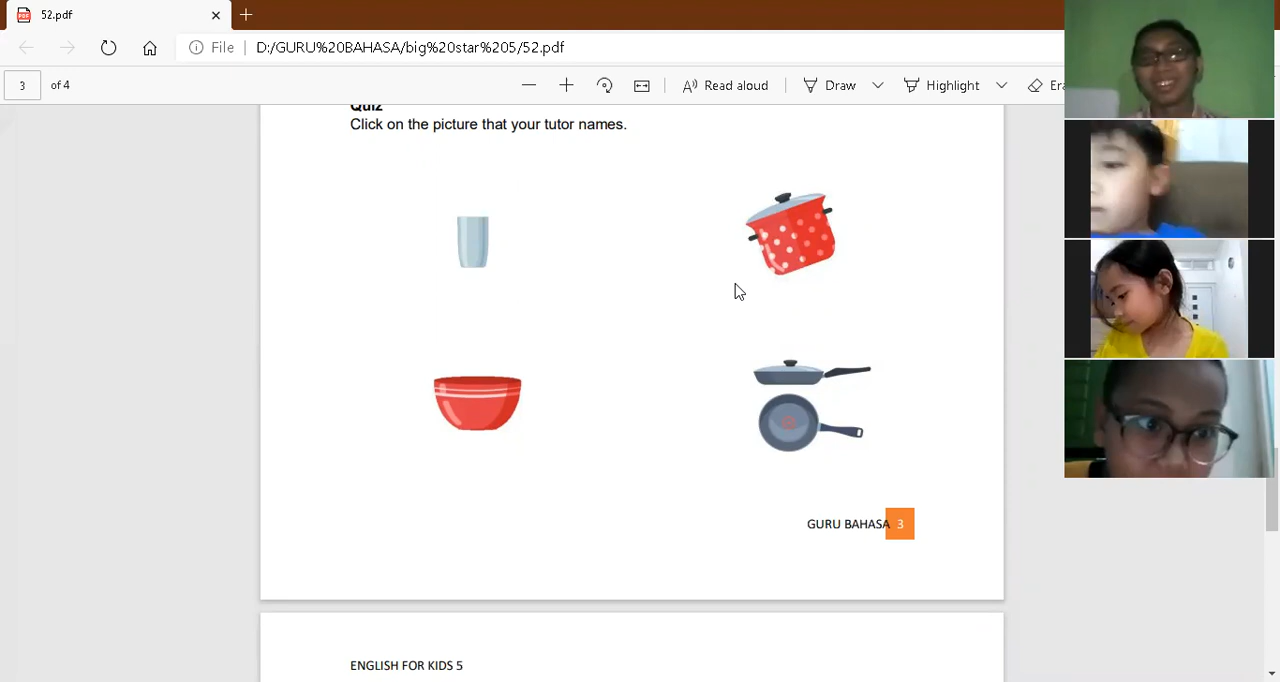 52.pdf
File D:/GURU%20BAHASA/big%20star%205/52.pdf
3 of 4 Read aloud Draw Highlight Era
Quiz
Click on the picture that your tutor names.
GURU BAHASA 3
ENGLISH FOR KIDS 5